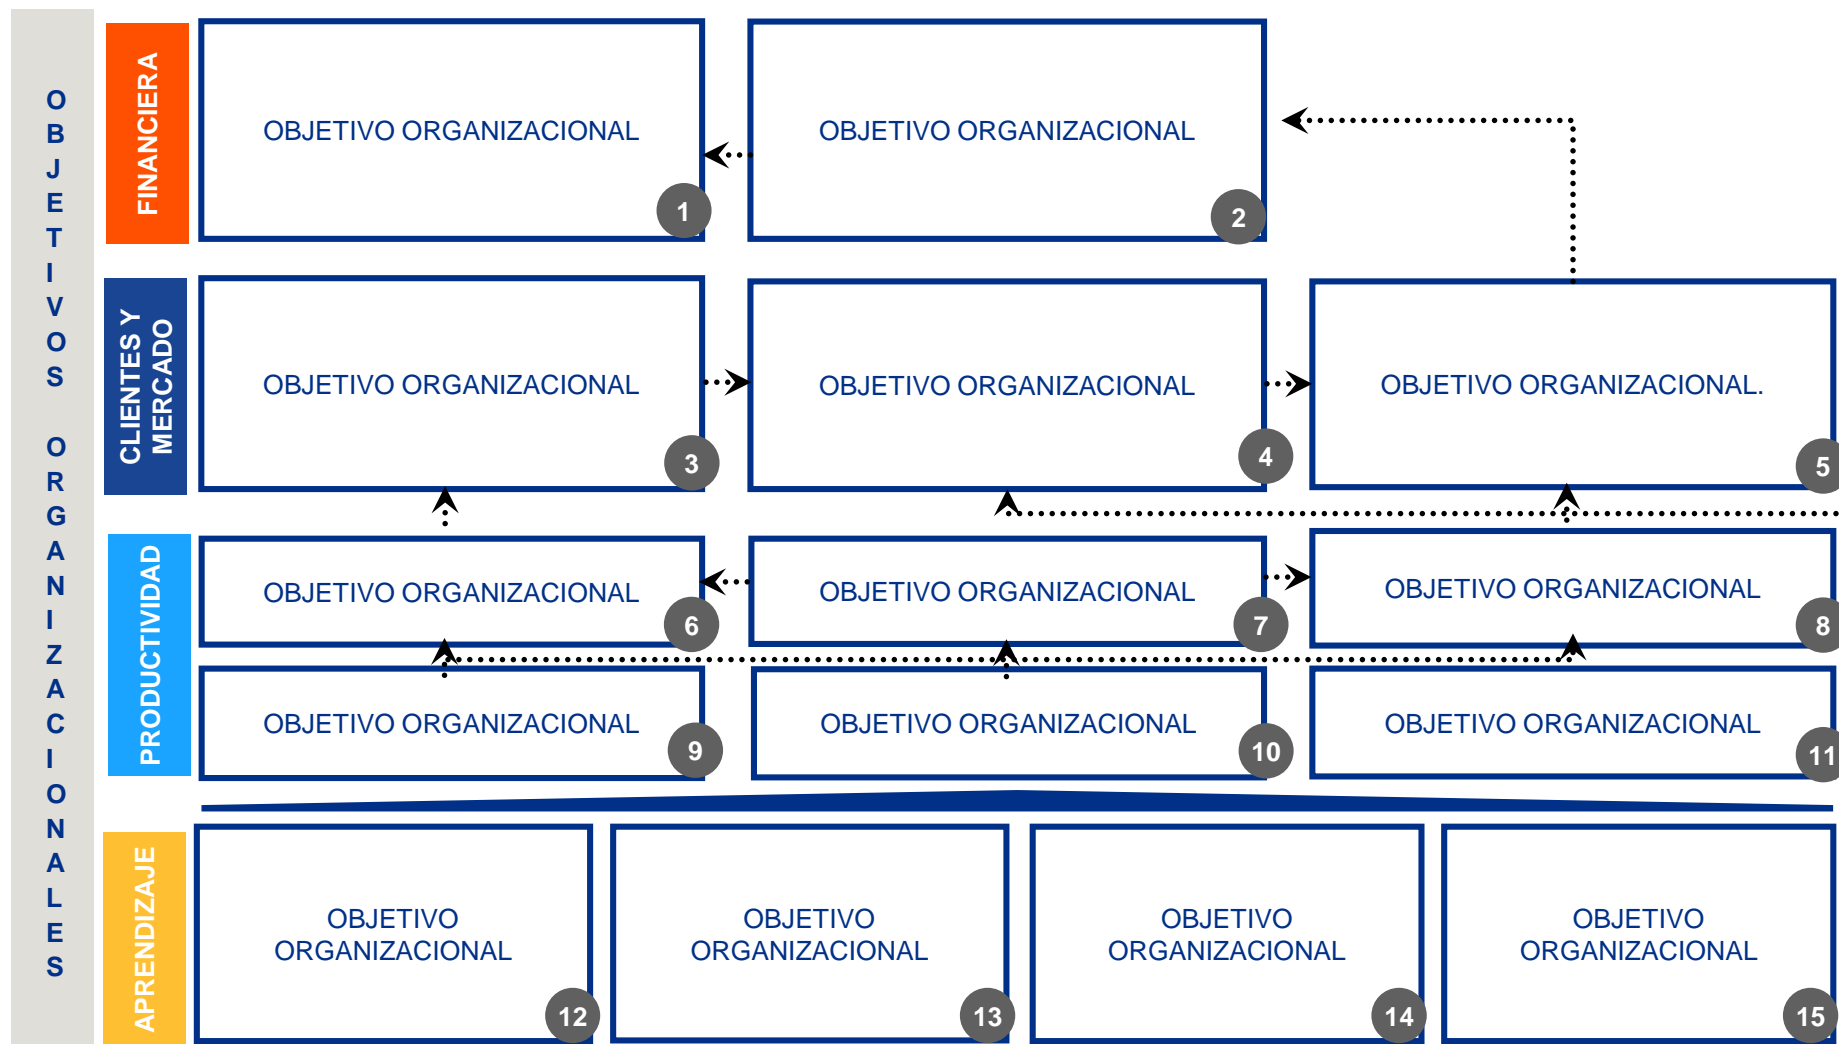 OBJETIVOS ORGANIZACIONALES
FINANCIERA
OBJETIVO ORGANIZACIONAL
1
OBJETIVO ORGANIZACIONAL
2
CLIENTES Y
MERCADO
OBJETIVO ORGANIZACIONAL
3
OBJETIVO ORGANIZACIONAL
4
OBJETIVO ORGANIZACIONAL.
5
PRODUCTIVIDAD
OBJETIVO ORGANIZACIONAL
6
OBJETIVO ORGANIZACIONAL
7
OBJETIVO ORGANIZACIONAL
8
OBJETIVO ORGANIZACIONAL
9
OBJETIVO ORGANIZACIONAL
10
OBJETIVO ORGANIZACIONAL
11
APRENDIZAJE
OBJETIVO
ORGANIZACIONAL
12
OBJETIVO
ORGANIZACIONAL
13
OBJETIVO
ORGANIZACIONAL
14
OBJETIVO
ORGANIZACIONAL
15